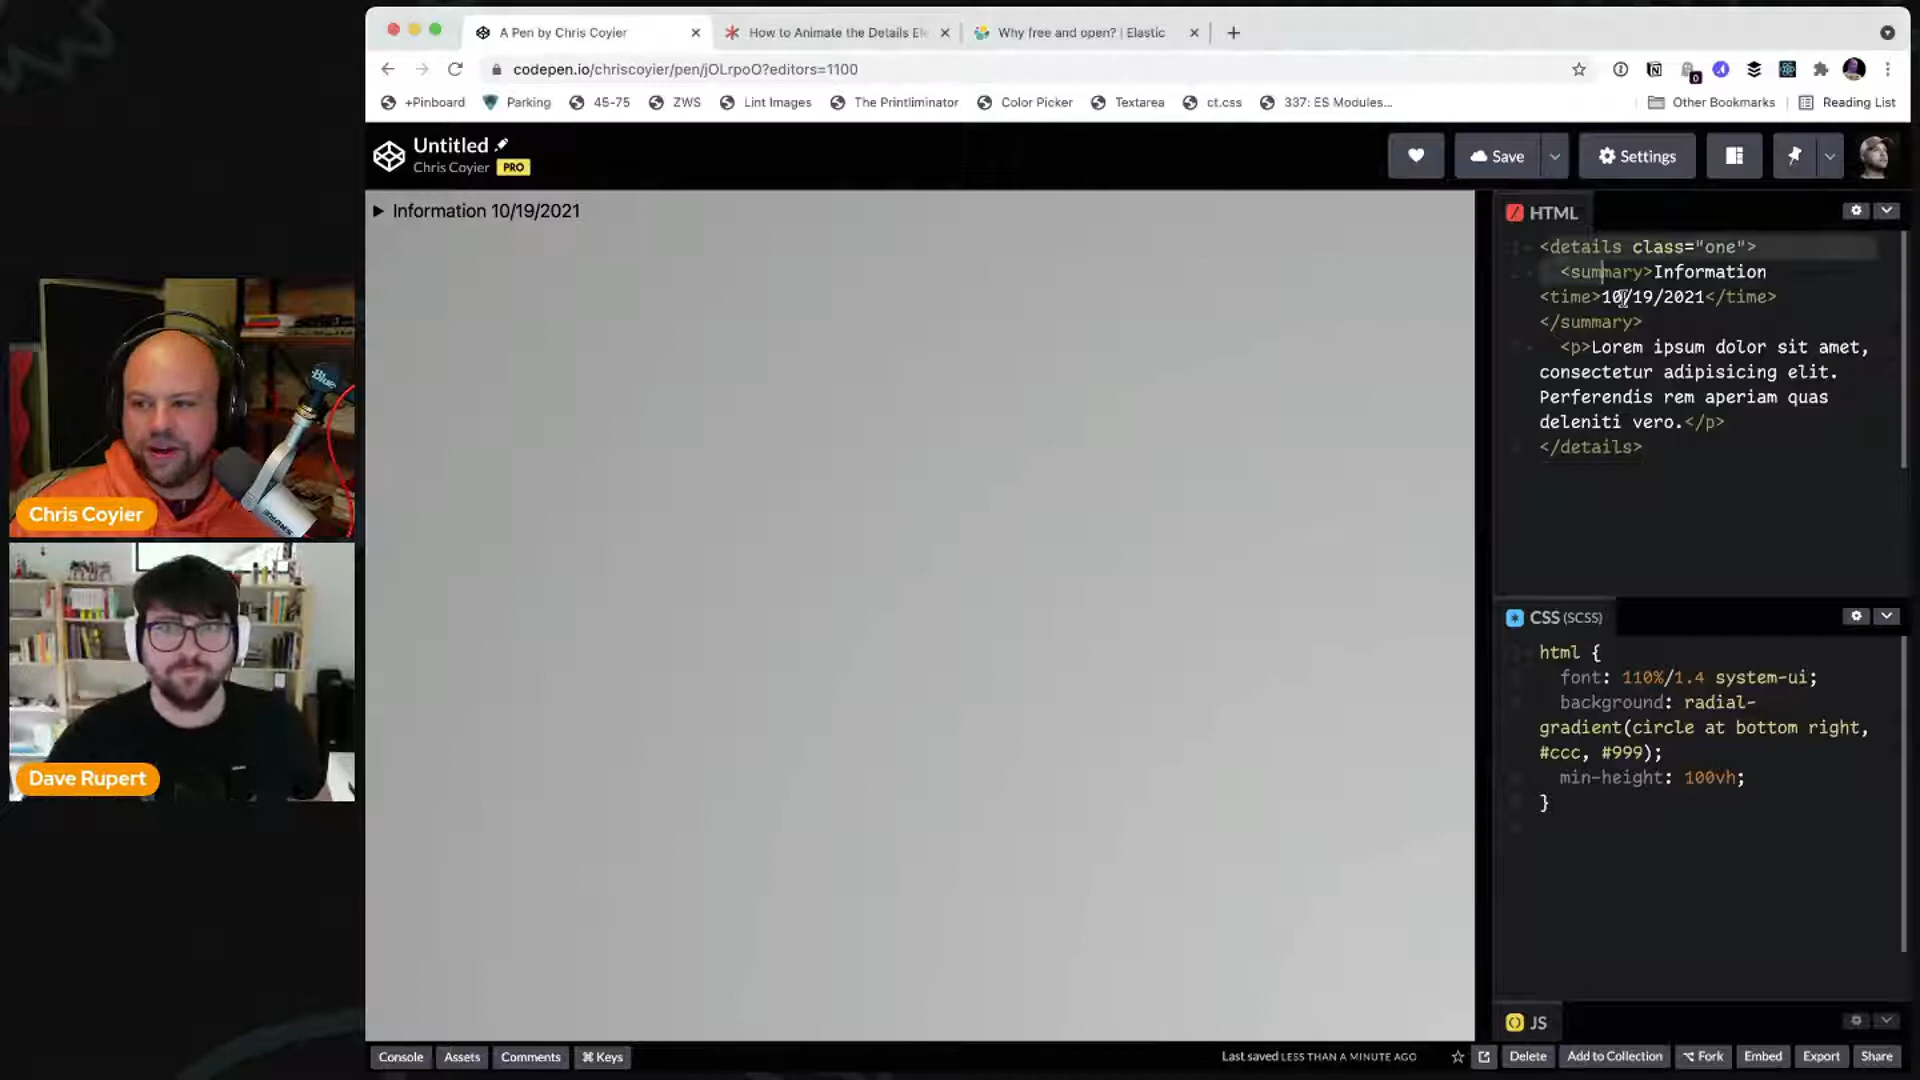 A Pen by Chris Coyier
How to Animate the Details Ele
Why free and open? | Elastic
codepen.io/chriscoyier/pen/jOLrpoO?editors=1100
+Pinboard
Parking
45-75
ZWS
Lint Images
The Printliminator
Color Picker
Textarea
ct.css
337: ES Modules...
Other Bookmarks
Reading List
Untitled
Chris Coyier PRO
Save
Settings
Information 10/19/2021
HTML
<details class="one">
<summary>Information
<time>10/19/2021</time>
</summary>
<p>Lorem ipsum dolor sit amet,
consectetur adipisicing elit.
Perferendis rem aperiam quas
deleniti vero.</p>
</details>
CSS (SCSS)
html {
font: 110%/1.4 system-ui;
background: radial-
gradient(circle at bottom right,
#ccc, #999);
min-height: 100vh;
}
JS
Console
Assets
Comments
⌘ Keys
Last saved LESS THAN A MINUTE AGO
Delete
Add to Collection
Fork
Embed
Export
Share
Blue
SHURE
Chris Coyier
Dave Rupert